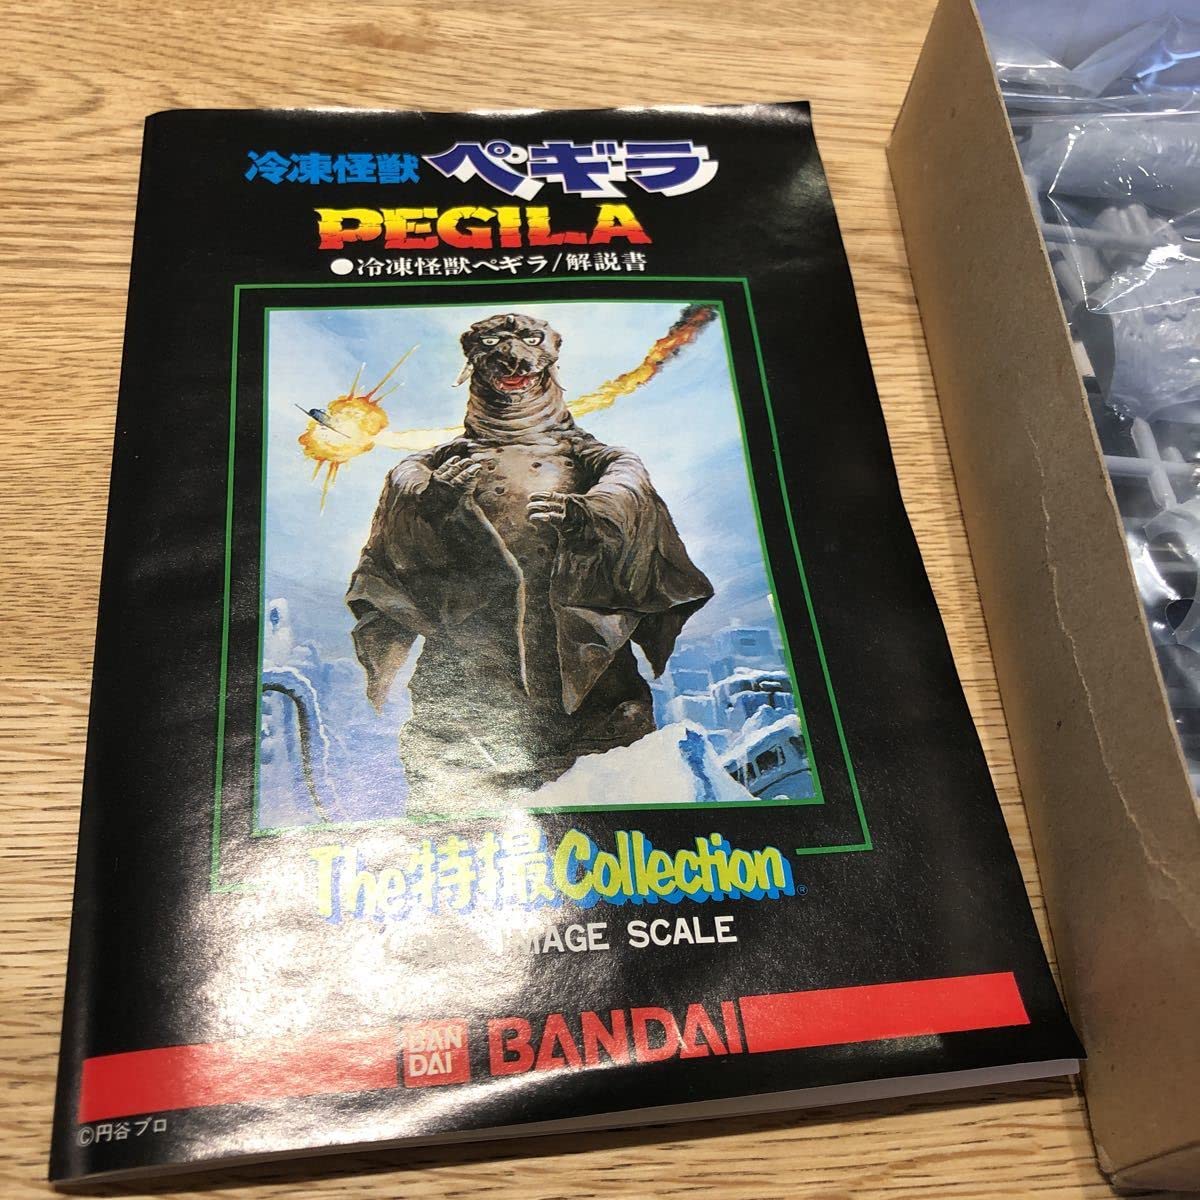 冷凍怪獣 ペギラ
PEGILA
●冷凍怪獣ペギラ/解説書
The特撮Collection®
IMAGE SCALE
BAN
DAI
BANDAI
©円谷プロ